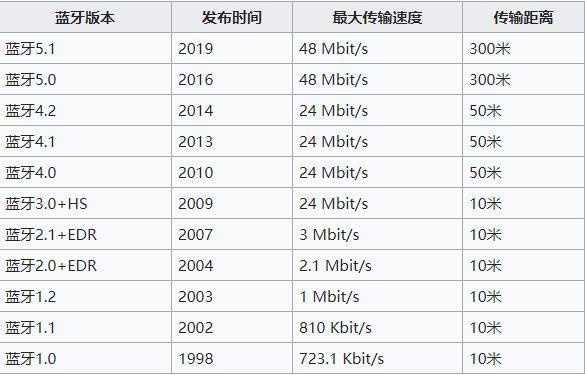 蓝牙版本 发布时间 最大传输速度 传输距离
蓝牙5.1 2019 48 Mbit/s 300米
蓝牙5.0 2016 48 Mbit/s 300米
蓝牙4.2 2014 24 Mbit/s 50米
蓝牙4.1 2013 24 Mbit/s 50米
蓝牙4.0 2010 24 Mbit/s 50米
蓝牙3.0+HS 2009 24 Mbit/s 10米
蓝牙2.1+EDR 2007 3 Mbit/s 10米
蓝牙2.0+EDR 2004 2.1 Mbit/s 10米
蓝牙1.2 2003 1 Mbit/s 10米
蓝牙1.1 2002 810 Kbit/s 10米
蓝牙1.0 1998 723.1 Kbit/s 10米